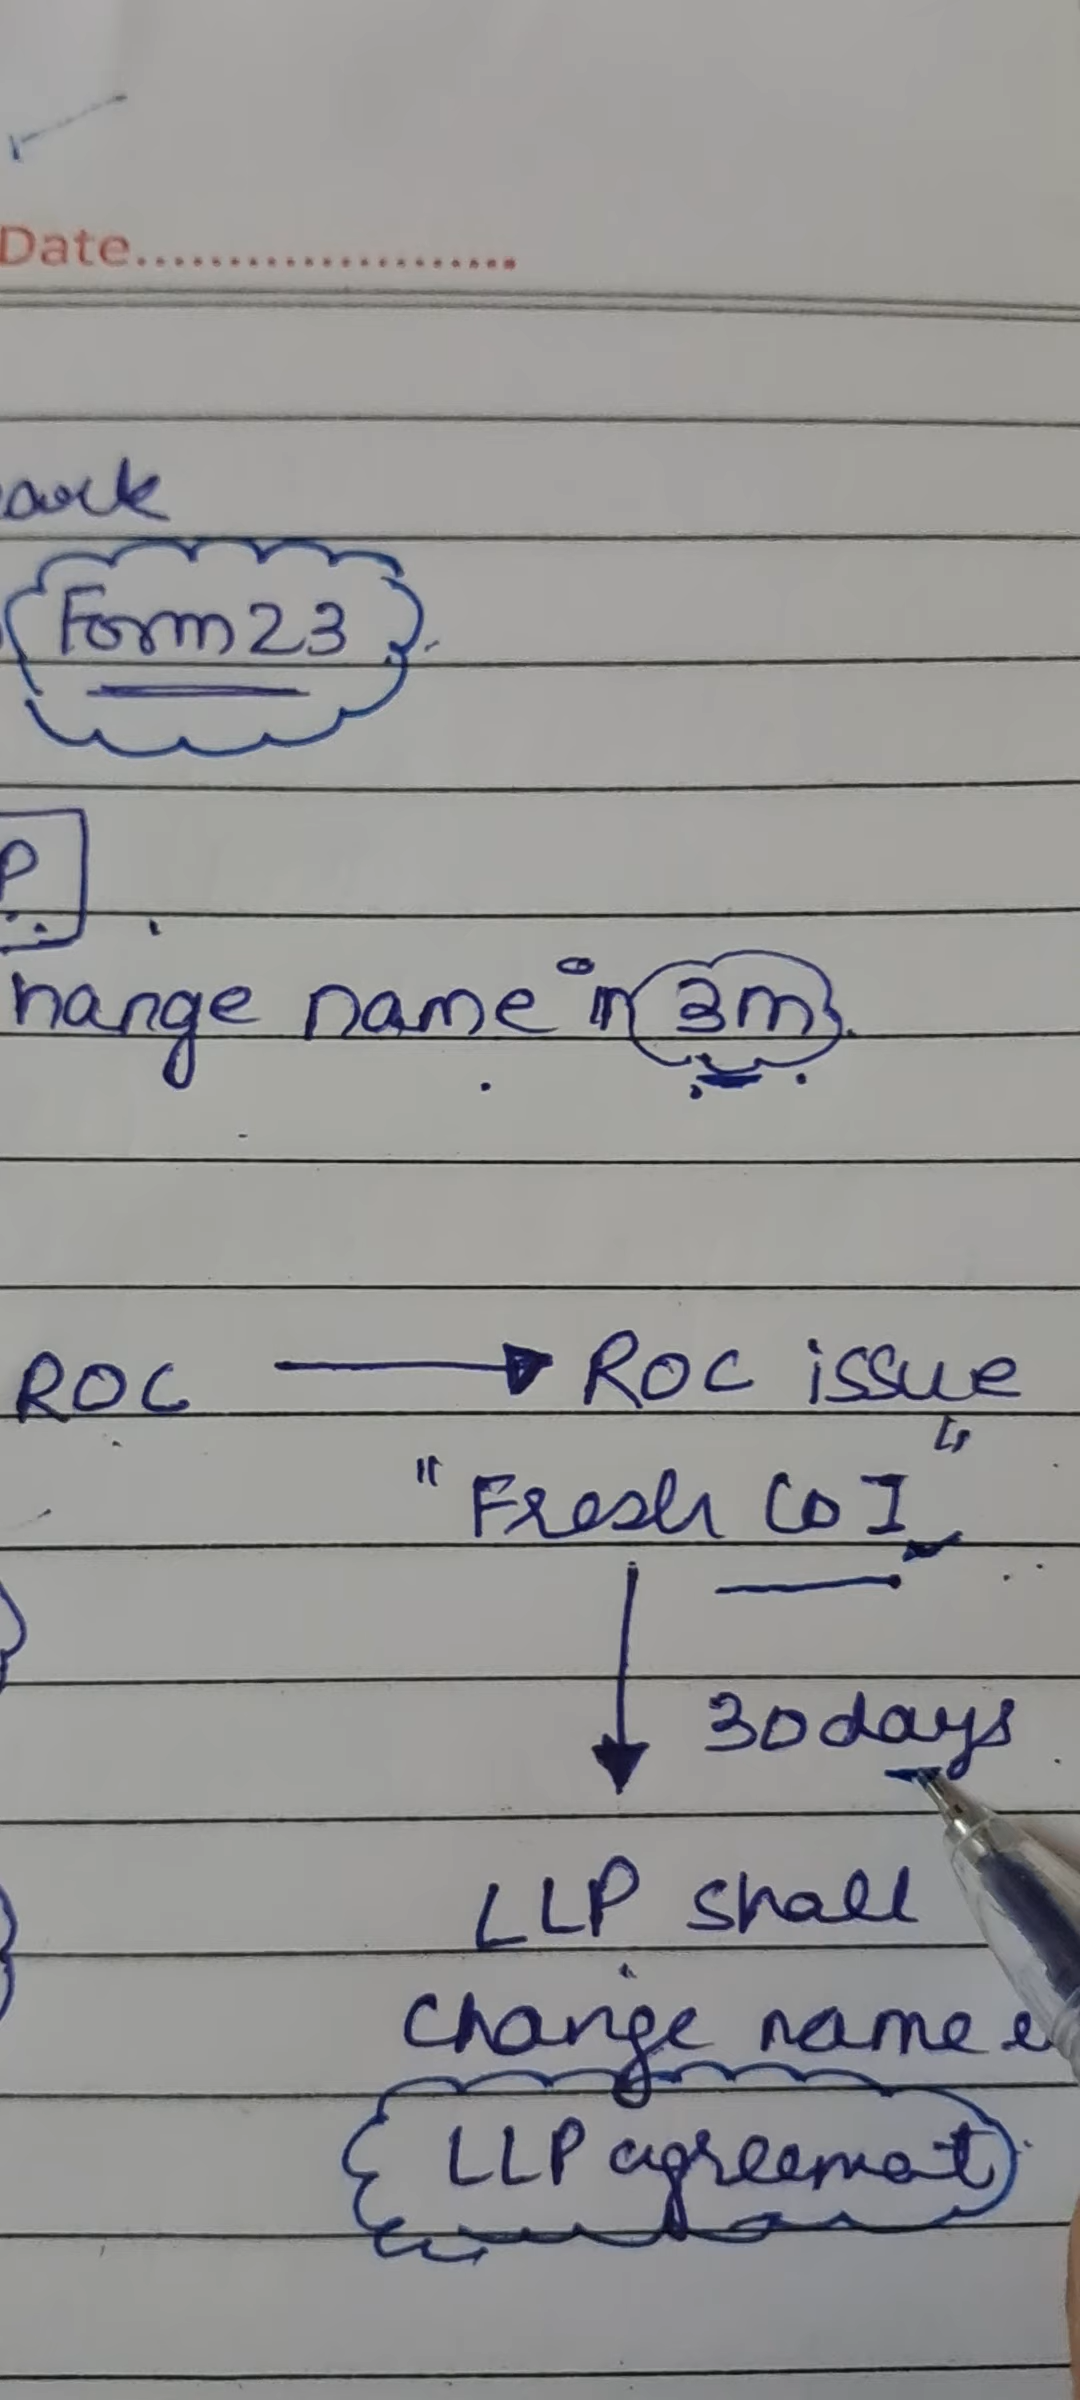 Date......................
ark
Form 23
P
hange name in 3m
ROC → ROC issue
"Fresh CoI"
30 days
LLP shall
change name
LLP agreement